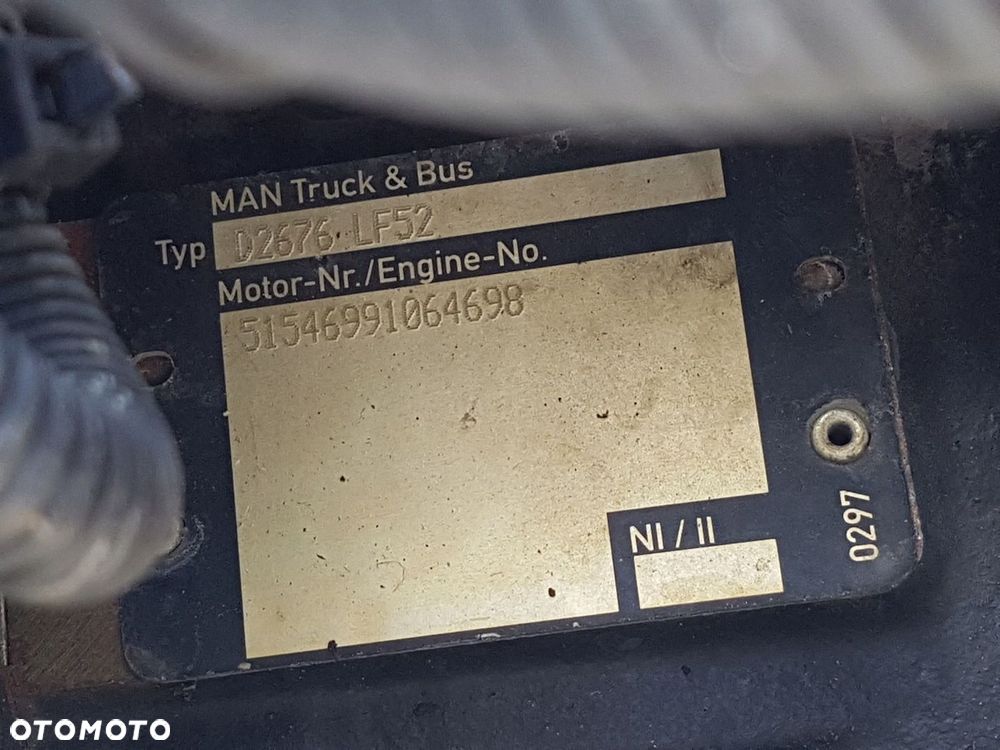 MAN Truck & Bus
Typ D2676 LF52
Motor-Nr./Engine-No.
51546991064698
NI / II
0297
OTOMOTO